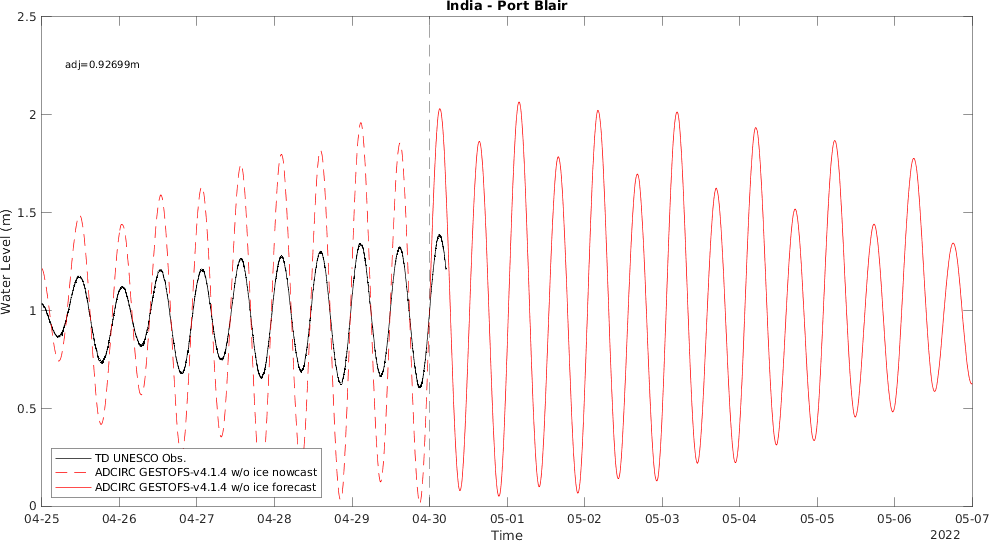 India - Port Blair
2.5
adj=0.92699m
2
1.5
1
0.5
0
Water Level (m)
TD UNESCO Obs.
ADCIRC GESTOFS-v4.1.4 w/o ice nowcast
ADCIRC GESTOFS-v4.1.4 w/o ice forecast
04-25 04-26 04-27 04-28 04-29 04-30 05-01 05-02 05-03 05-04 05-05 05-06 05-07
Time
2022